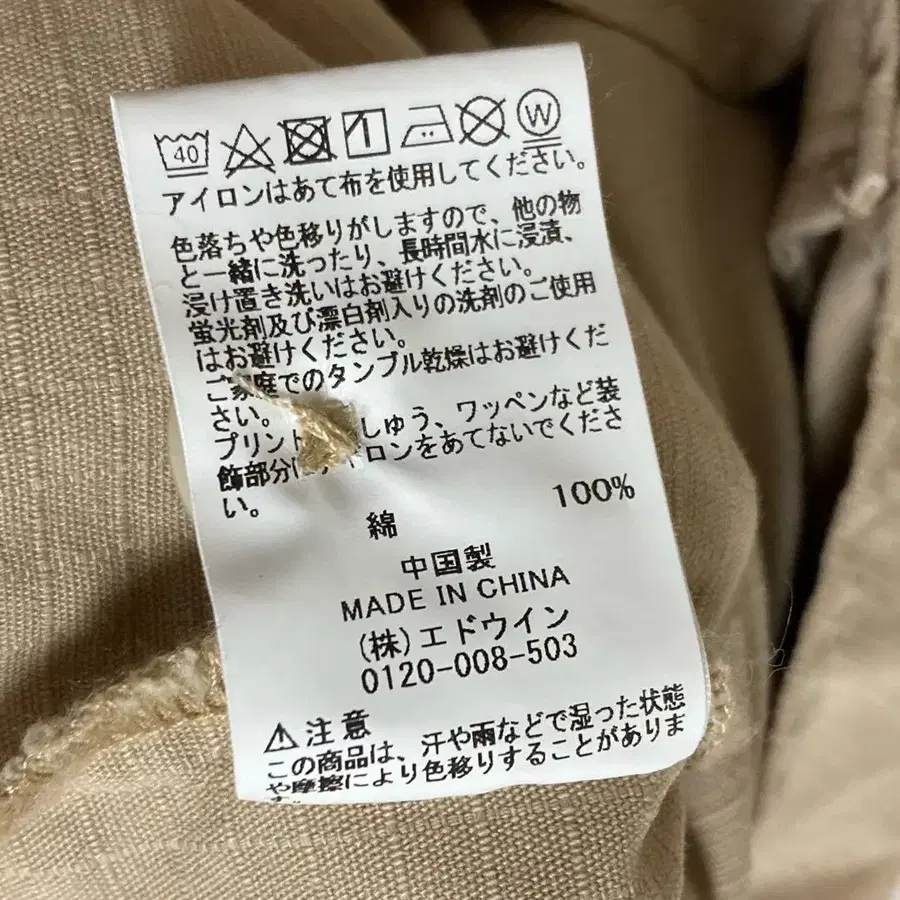 40 W
アイロンはあて布を使用してください。
色落ちや色移りがしますので、他の物
と一緒に洗ったり、長時間水に浸漬、
浸け置き洗いはお避けください。
蛍光剤及び漂白剤入りの洗剤のご使用
はお避けください。
ご家庭でのタンブル乾燥はお避けくだ
さい。
プリント しゅう、ワッペンなど装
飾部分に イロンをあてないでくださ
い。
綿 100%
中国製
MADE IN CHINA
(株)エドウイン
0120-008-503
注意
この商品は、汗や雨などで湿った状態
や摩擦により色移りすることがありま
す。